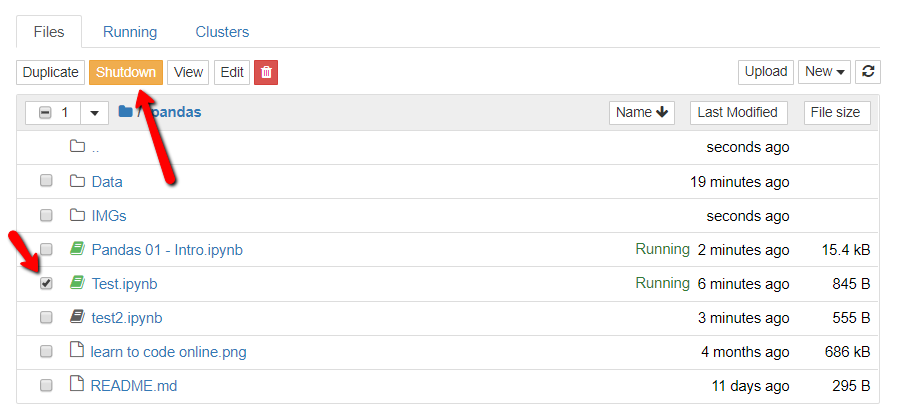 Files Running Clusters
Duplicate Shutdown View Edit Upload New
1 / pandas Name Last Modified File size
.. seconds ago
Data 19 minutes ago
IMGs seconds ago
Pandas 01 - Intro.ipynb Running 2 minutes ago 15.4 kB
Test.ipynb Running 6 minutes ago 845 B
test2.ipynb 3 minutes ago 555 B
learn to code online.png 4 months ago 686 kB
README.md 11 days ago 295 B